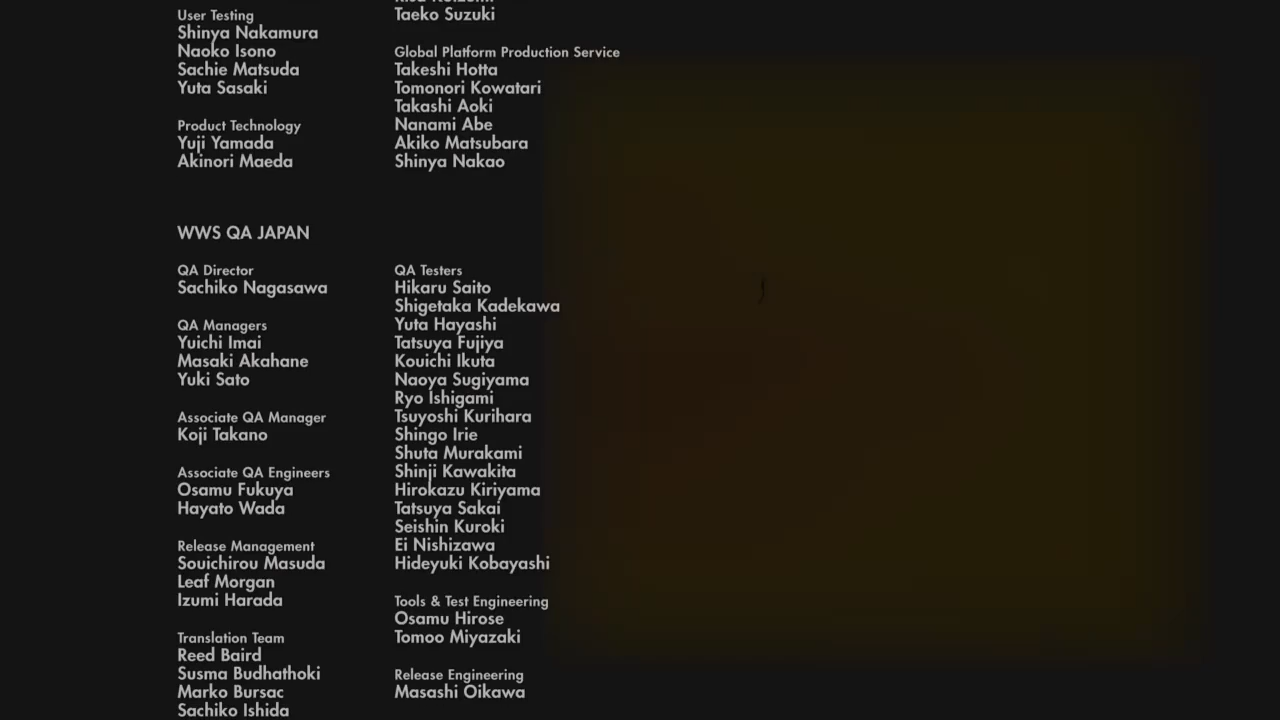 User Testing
Shinya Nakamura
Naoko Isono
Sachie Matsuda
Yuta Sasaki
Product Technology
Yuji Yamada
Akinori Maeda
Taeko Suzuki
Global Platform Production Service
Takeshi Hotta
Tomonori Kowatari
Takashi Aoki
Nanami Abe
Akiko Matsubara
Shinya Nakao
WWS QA JAPAN
QA Director
Sachiko Nagasawa
QA Managers
Yuichi Imai
Masaki Akahane
Yuki Sato
Associate QA Manager
Koji Takano
Associate QA Engineers
Osamu Fukuya
Hayato Wada
Release Management
Souichirou Masuda
Leaf Morgan
Izumi Harada
Translation Team
Reed Baird
Susma Budhathoki
Marko Bursac
Sachiko Ishida
QA Testers
Hikaru Saito
Shigetaka Kadekawa
Yuta Hayashi
Tatsuya Fujiya
Kouichi Ikuta
Naoya Sugiyama
Ryo Ishigami
Tsuyoshi Kurihara
Shingo Irie
Shuta Murakami
Shinji Kawakita
Hirokazu Kiriyama
Tatsuya Sakai
Seishin Kuroki
Ei Nishizawa
Hideyuki Kobayashi
Tools & Test Engineering
Osamu Hirose
Tomoo Miyazaki
Release Engineering
Masashi Oikawa